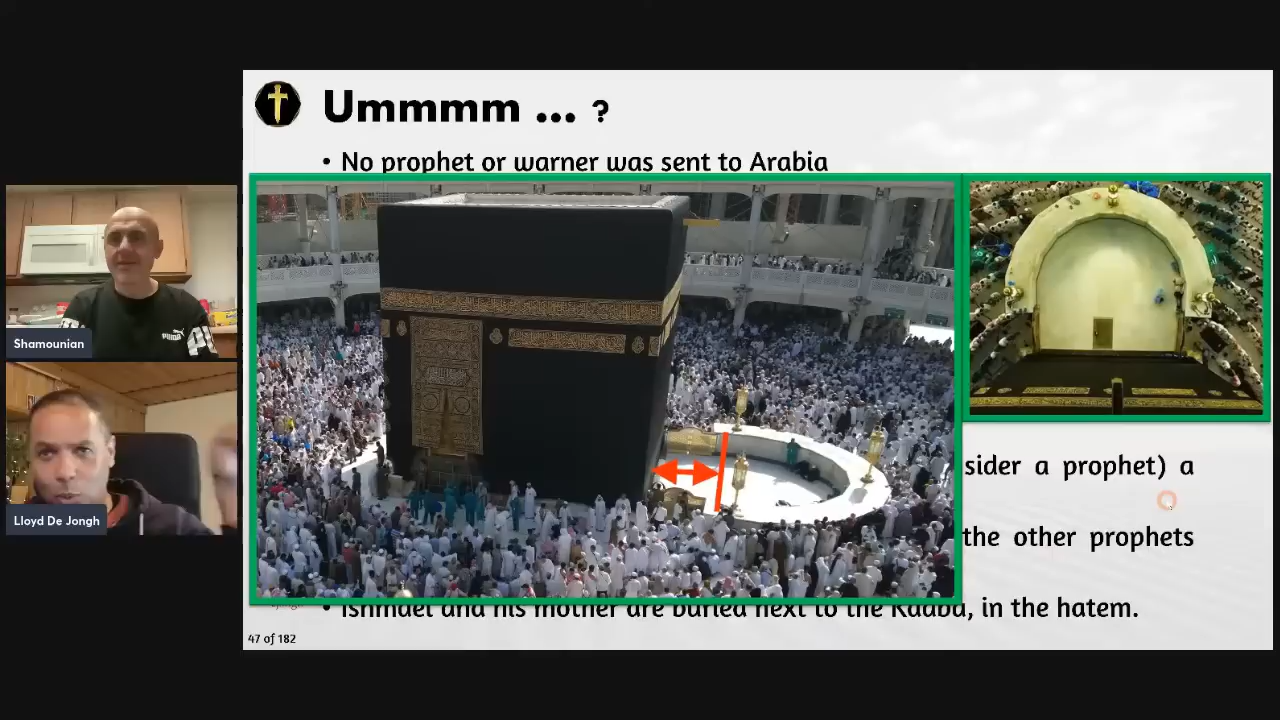 Ummmm ... ?
• No prophet or warner was sent to Arabia
sider a prophet) a
the other prophets
• Ishmael and his mother are buried next to the Kaaba, in the hatem.
47 of 182
Shamounian
PUMA
Lloyd De Jongh